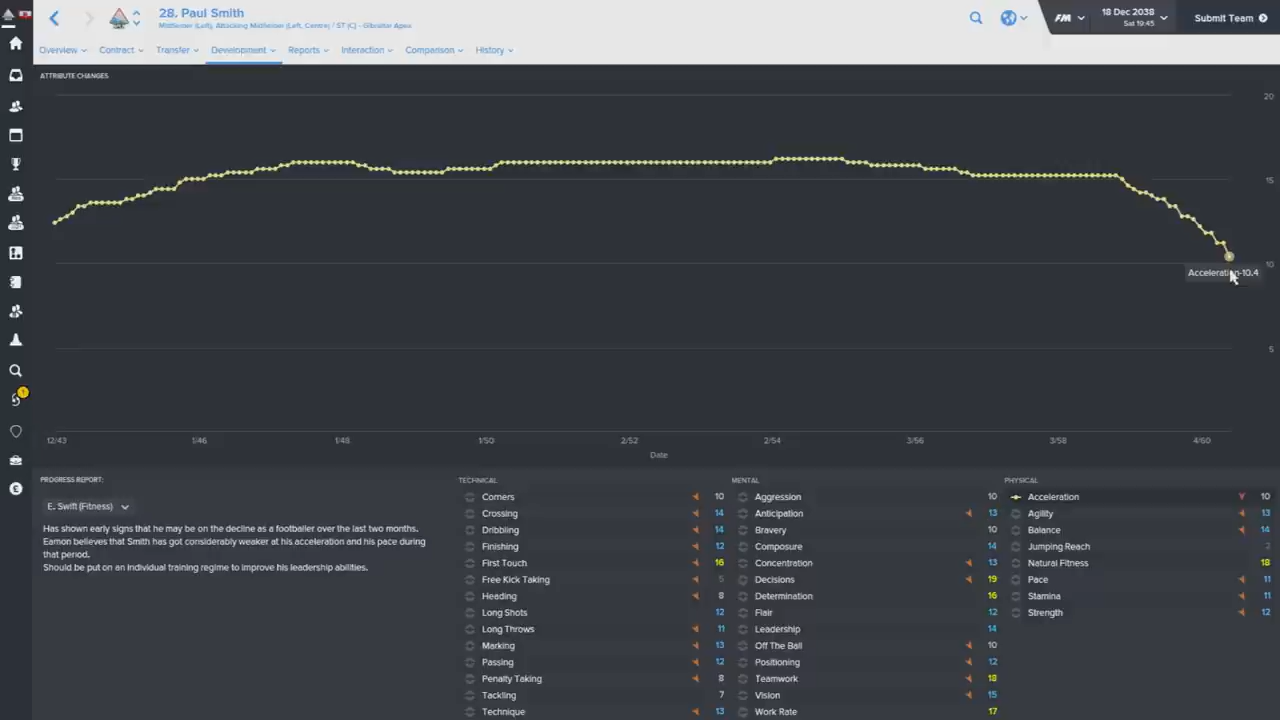 28. Paul Smith
Midfielder (Left), Attacking Midfielder (Left, Centre) / ST (C) - Gibraltar Apes
FM
18 Dec 2038
Sat 19:45
Submit Team
Overview
Contract
Transfer
Development
Reports
Interaction
Comparison
History
ATTRIBUTE CHANGES
20
15
10
5
Acceleration-10.4
12/43
1/46
1/48
1/50
2/52
2/54
3/56
3/58
4/60
Date
1
PROGRESS REPORT:
E. Swift (Fitness)
Has shown early signs that he may be on the decline as a footballer over the last two months.
Eamon believes that Smith has got considerably weaker at his acceleration and his pace during
that period.
Should be put on an individual training regime to improve his leadership abilities.
TECHNICAL
Corners 10
Crossing 14
Dribbling 14
Finishing 12
First Touch 16
Free Kick Taking 5
Heading 8
Long Shots 12
Long Throws 11
Marking 13
Passing 12
Penalty Taking 8
Tackling 7
Technique 13
MENTAL
Aggression 10
Anticipation 13
Bravery 10
Composure 14
Concentration 13
Decisions 19
Determination 16
Flair 12
Leadership 14
Off The Ball 10
Positioning 12
Teamwork 18
Vision 15
Work Rate 17
PHYSICAL
Acceleration 10
Agility 13
Balance 14
Jumping Reach 2
Natural Fitness 18
Pace 11
Stamina 11
Strength 12